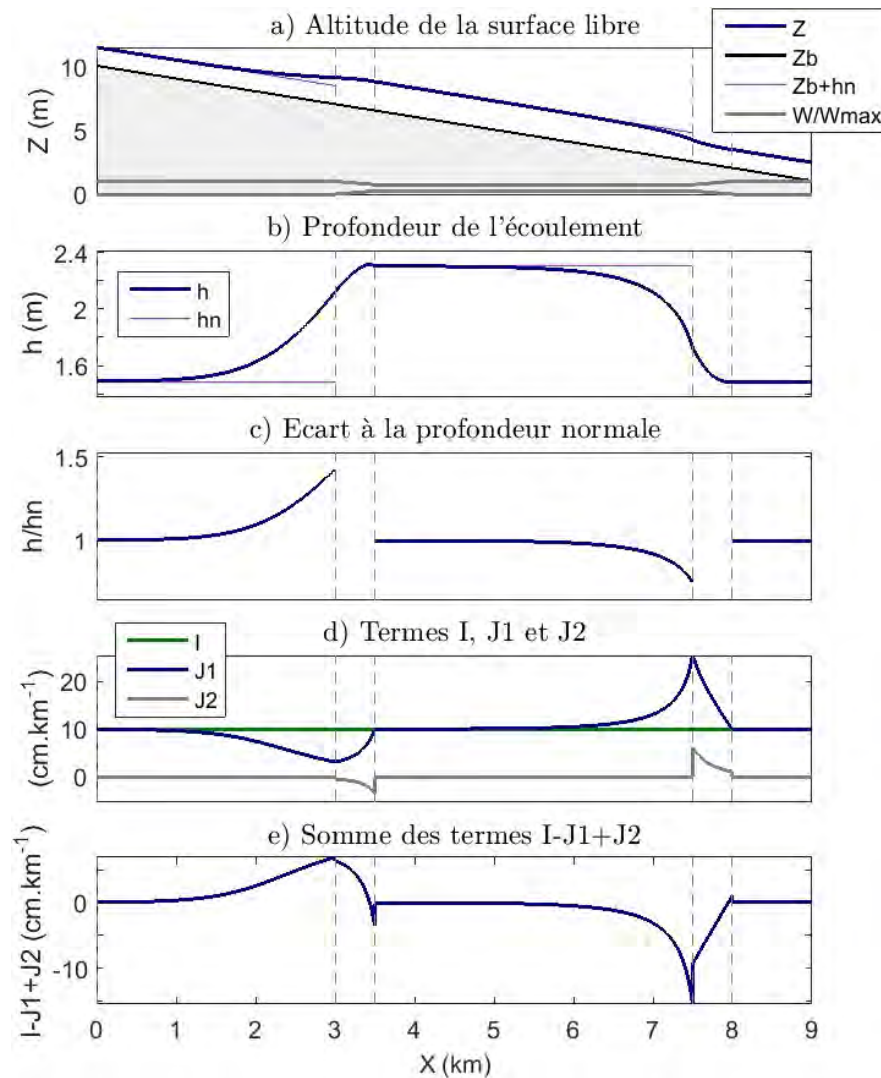 a) Altitude de la surface libre
Z
Zb
Zb+hn
W/Wmax
Z (m)
10
5
0
b) Profondeur de l'écoulement
h
hn
h (m)
2.4
2
1.6
c) Ecart à la profondeur normale
h/hn
1.5
1
d) Termes I, J1 et J2
I
J1
J2
(cm.km-1)
20
10
0
e) Somme des termes I-J1+J2
I-J1+J2 (cm.km-1)
0
-10
0 1 2 3 4 5 6 7 8 9
X (km)